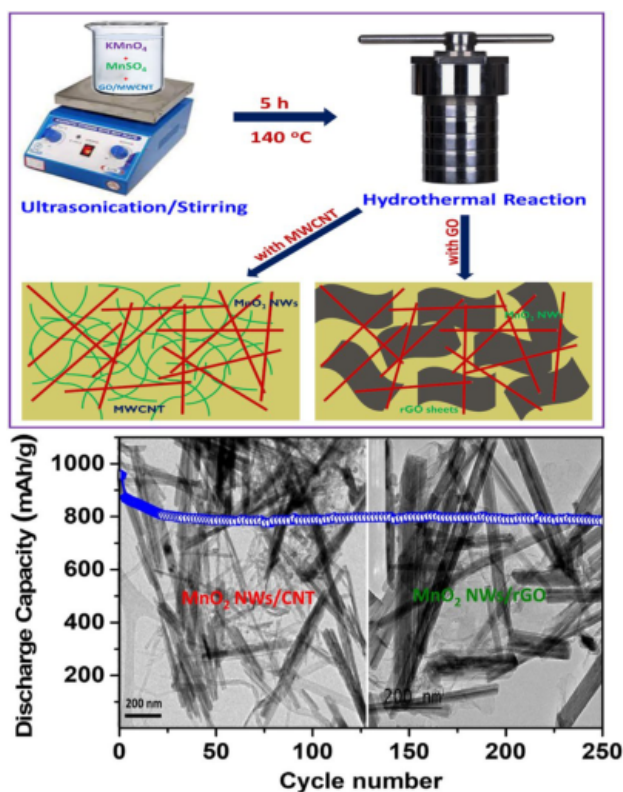 KMnO₄
+
MnSO₄
+
GO/MWCNT
5 h
140 °C
Ultrasonication/Stirring
Hydrothermal Reaction
with MWCNT
with GO
MnO₂ NWs
MWCNT
MnO₂ NWs
rGO sheets
Discharge Capacity (mAh/g)
1000
800
600
400
200
MnO₂ NWs/CNT
MnO₂ NWs/rGO
200 nm
200 nm
0 50 100 150 200 250
Cycle number